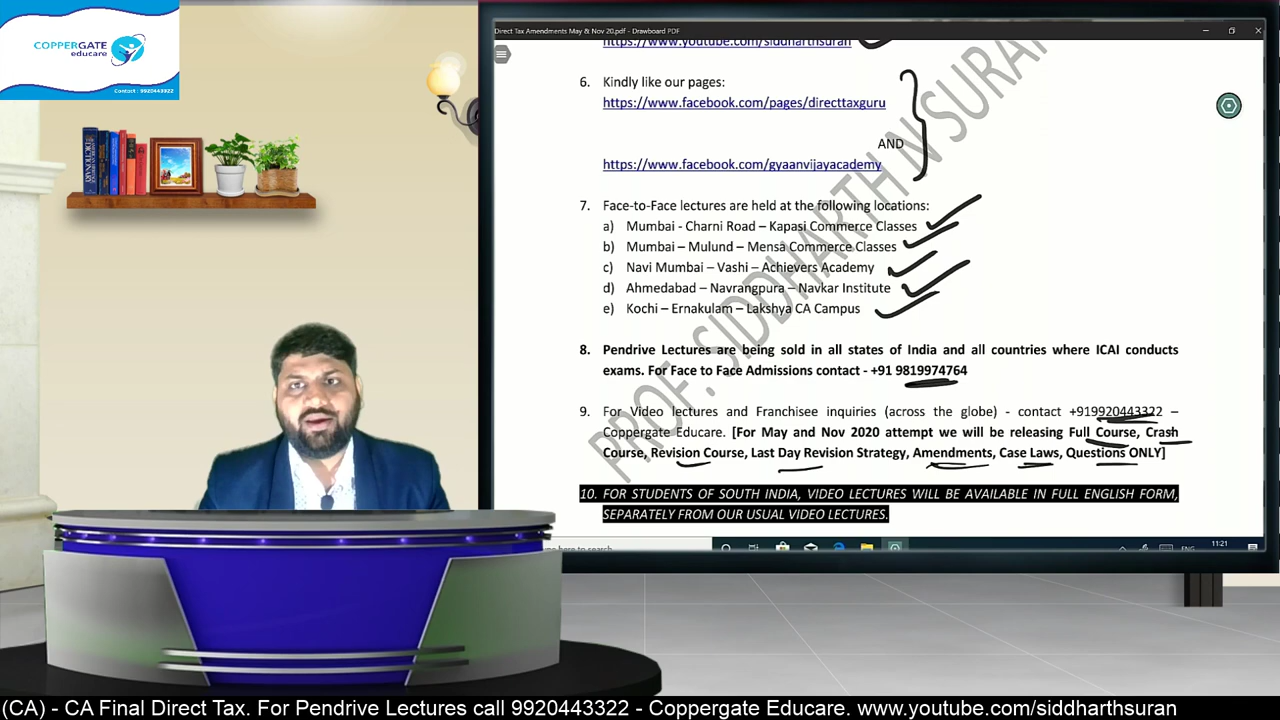 COPPERGATE
educare
Contact : 9920443322
DICTIONARY
Direct Tax Amendments May & Nov 20.pdf - Drawboard PDF
https://www.youtube.com/siddharthsuran
6. Kindly like our pages:
https://www.facebook.com/pages/directtaxguru
AND
https://www.facebook.com/gyaanvijayacademy
7. Face-to-Face lectures are held at the following locations:
a) Mumbai - Charni Road – Kapasi Commerce Classes
b) Mumbai – Mulund – Mensa Commerce Classes
c) Navi Mumbai – Vashi – Achievers Academy
d) Ahmedabad – Navrangpura – Navkar Institute
e) Kochi – Ernakulam – Lakshya CA Campus
8. Pendrive Lectures are being sold in all states of India and all countries where ICAI conducts
exams. For Face to Face Admissions contact - +91 9819974764
9. For Video lectures and Franchisee inquiries (across the globe) - contact +919920443322 –
Coppergate Educare. [For May and Nov 2020 attempt we will be releasing Full Course, Crash
Course, Revision Course, Last Day Revision Strategy, Amendments, Case Laws, Questions ONLY]
10. FOR STUDENTS OF SOUTH INDIA, VIDEO LECTURES WILL BE AVAILABLE IN FULL ENGLISH FORM,
SEPARATELY FROM OUR USUAL VIDEO LECTURES.
PROF. SIDDHARTH N SURAN
here to search
ENG
11:21
(CA) - CA Final Direct Tax. For Pendrive Lectures call 9920443322 - Coppergate Educare. www.youtube.com/siddharthsuran